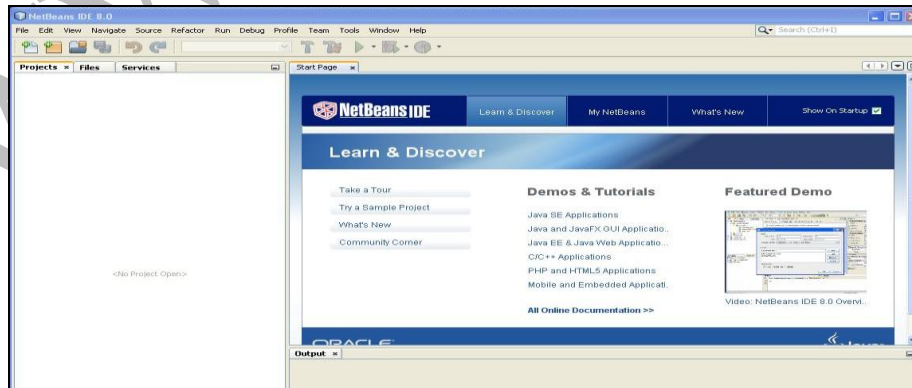 NetBeans IDE 8.0
File Edit View Navigate Source Refactor Run Debug Profile Team Tools Window Help
Search (Ctrl+I)
Projects Files Services
Start Page
NetBeans IDE
Learn & Discover
My NetBeans
What's New
Show On Startup
Learn & Discover
Take a Tour
Try a Sample Project
What's New
Community Corner
Demos & Tutorials
Java SE Applications
Java and JavaFX GUI Applicatio..
Java EE & Java Web Applicatio...
C/C++ Applications
PHP and HTML5 Applications
Mobile and Embedded Applicati.
All Online Documentation >>
Featured Demo
Video: NetBeans IDE 8.0 Overvi..
<No Project Open>
ORACLE
Java
Output